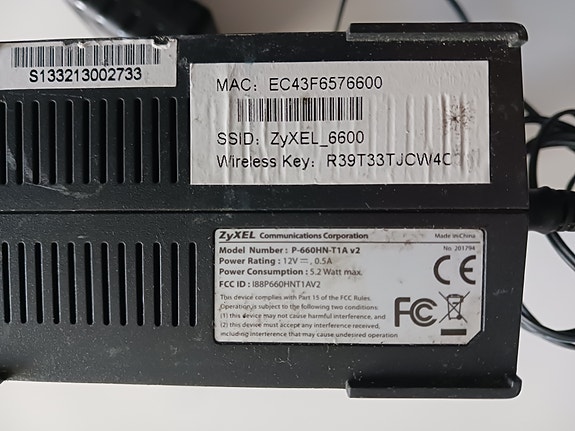 S133213002733
MAC: EC43F6576600
SSID: ZyXEL_6600
Wireless Key: R39T33TJCW4C
ZyXEL Communications Corporation
Made in China
Model Number : P-660HN-T1A v2
No. 201794
Power Rating : 12V ⎓, 0.5A
Power Consumption : 5.2 Watt max.
FCC ID : I88P660HNT1AV2
This device complies with Part 15 of the FCC Rules.
Operation is subject to the following two conditions:
(1) this device may not cause harmful interference, and
(2) this device must accept any interference received,
including interference that may cause undesired operation
CE
FC